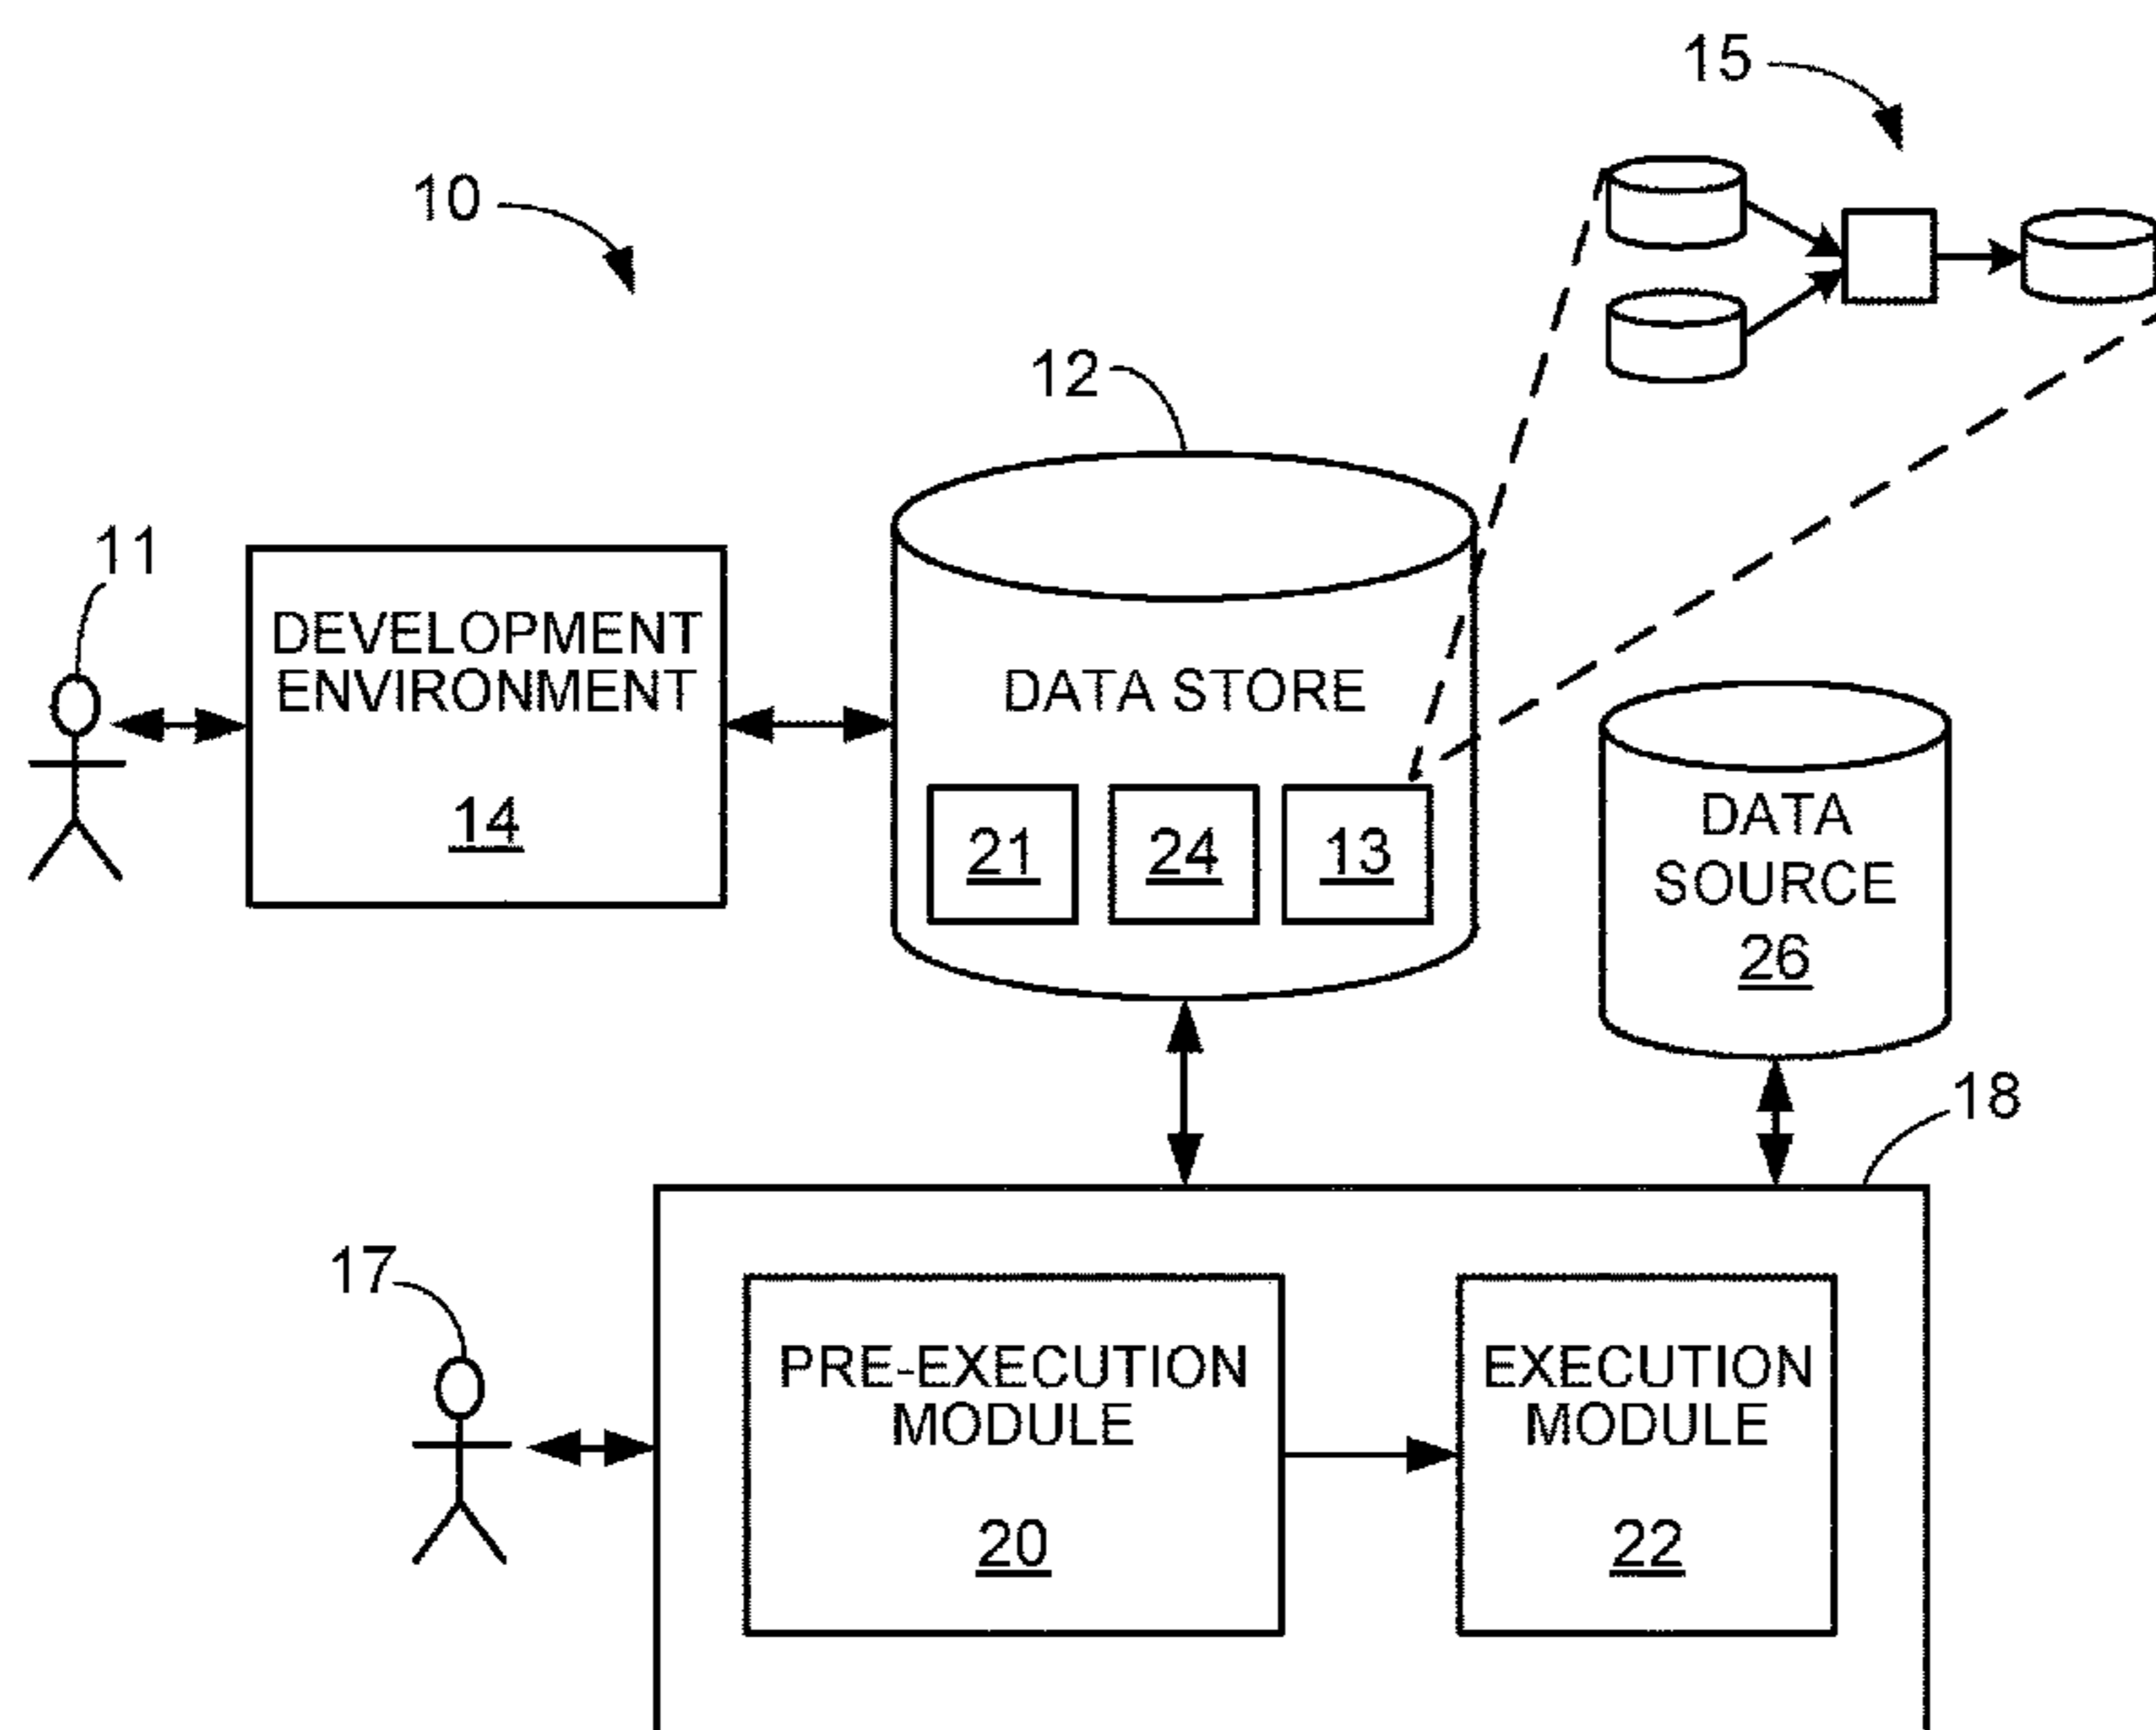 15
10
12
11
DEVELOPMENT
ENVIRONMENT
14
DATA STORE
21 24 13
DATA
SOURCE
26
18
17
PRE-EXECUTION
MODULE
20
EXECUTION
MODULE
22